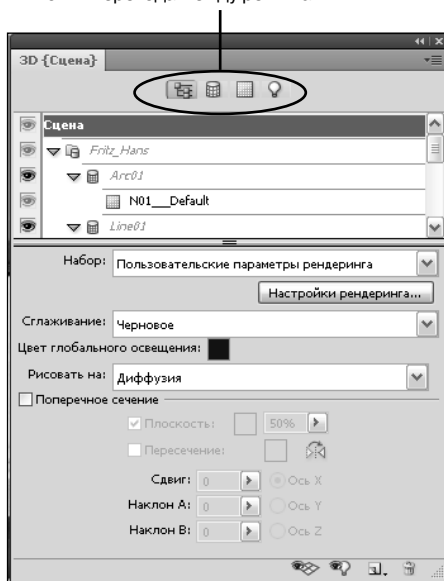 3D {Сцена}
Сцена
Fritz_Hans
Arc01
N01__Default
Line01
Набор: Пользовательские параметры рендеринга
Настройки рендеринга...
Сглаживание: Черновое
Цвет глобального освещения:
Рисовать на: Диффузия
Поперечное сечение
Плоскость: 50%
Пересечение:
Сдвиг: 0 Ось X
Наклон A: 0 Ось Y
Наклон B: 0 Ось Z